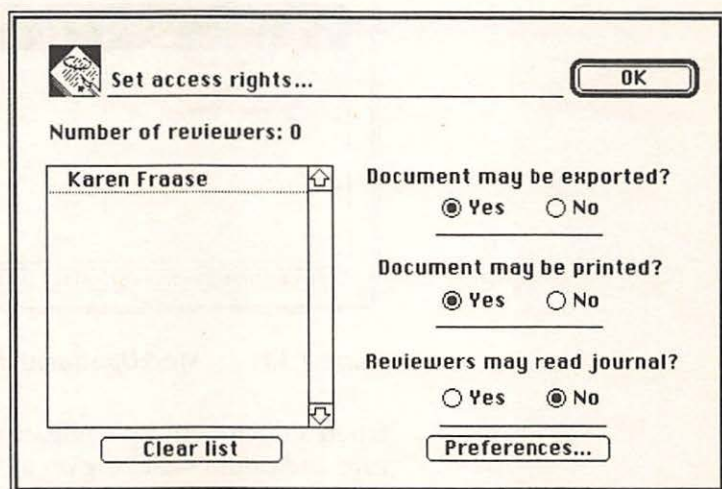 Set access rights...
OK
Number of reviewers: 0
Karen Fraase
Document may be exported?
Yes No
Document may be printed?
Yes No
Reviewers may read journal?
Yes No
Clear list
Preferences...